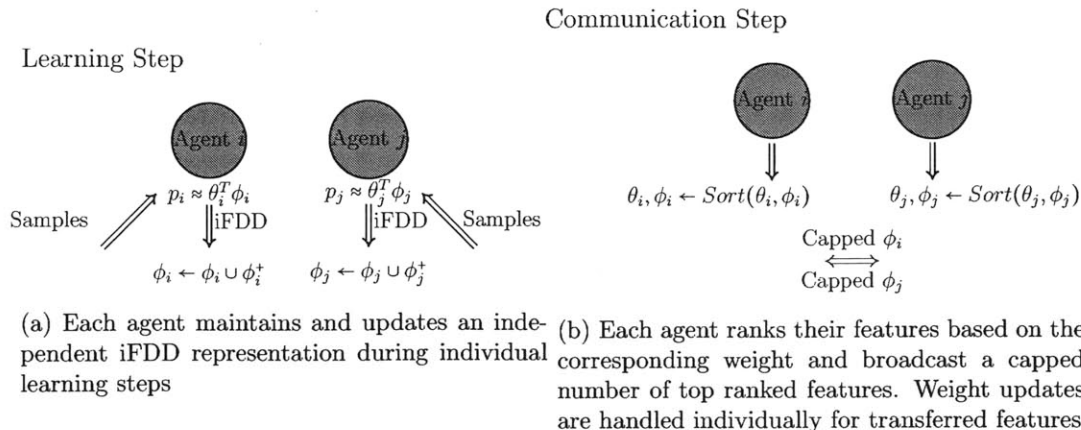 Communication Step
Learning Step
Agent i
Agent j
p_i ≈ θ_i^T φ_i
p_j ≈ θ_j^T φ_j
Samples
iFDD
iFDD
Samples
φ_i ← φ_i ∪ φ_i^+
φ_j ← φ_j ∪ φ_j^+
(a) Each agent maintains and updates an inde-
pendent iFDD representation during individual
learning steps
Agent i
Agent j
θ_i, φ_i ← Sort(θ_i, φ_i)
θ_j, φ_j ← Sort(θ_j, φ_j)
Capped φ_i
Capped φ_j
(b) Each agent ranks their features based on the
corresponding weight and broadcast a capped
number of top ranked features. Weight updates
are handled individually for transferred features